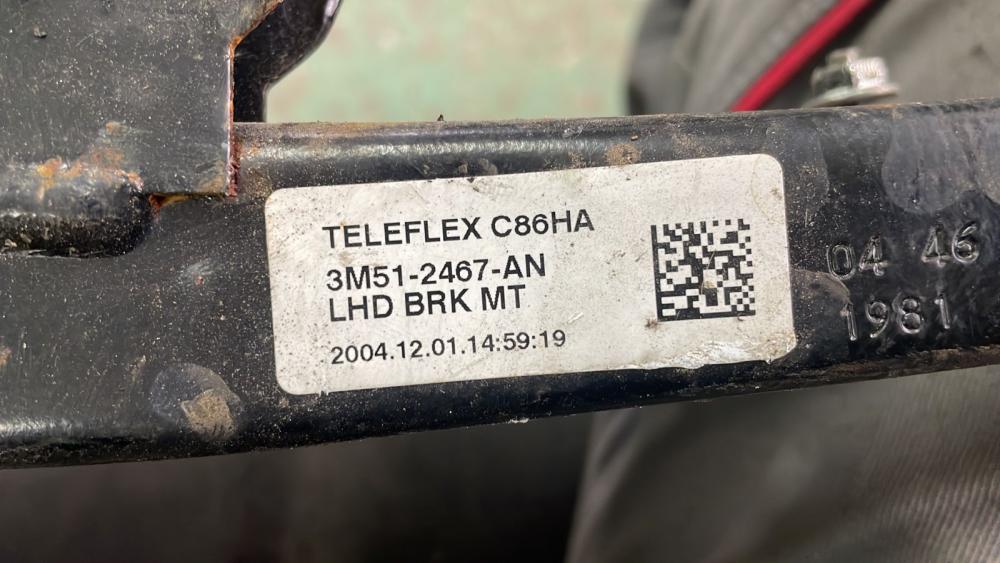 TELEFLEX C86HA
3M51-2467-AN
LHD BRK MT
2004.12.01.14:59:19
04 46
1981